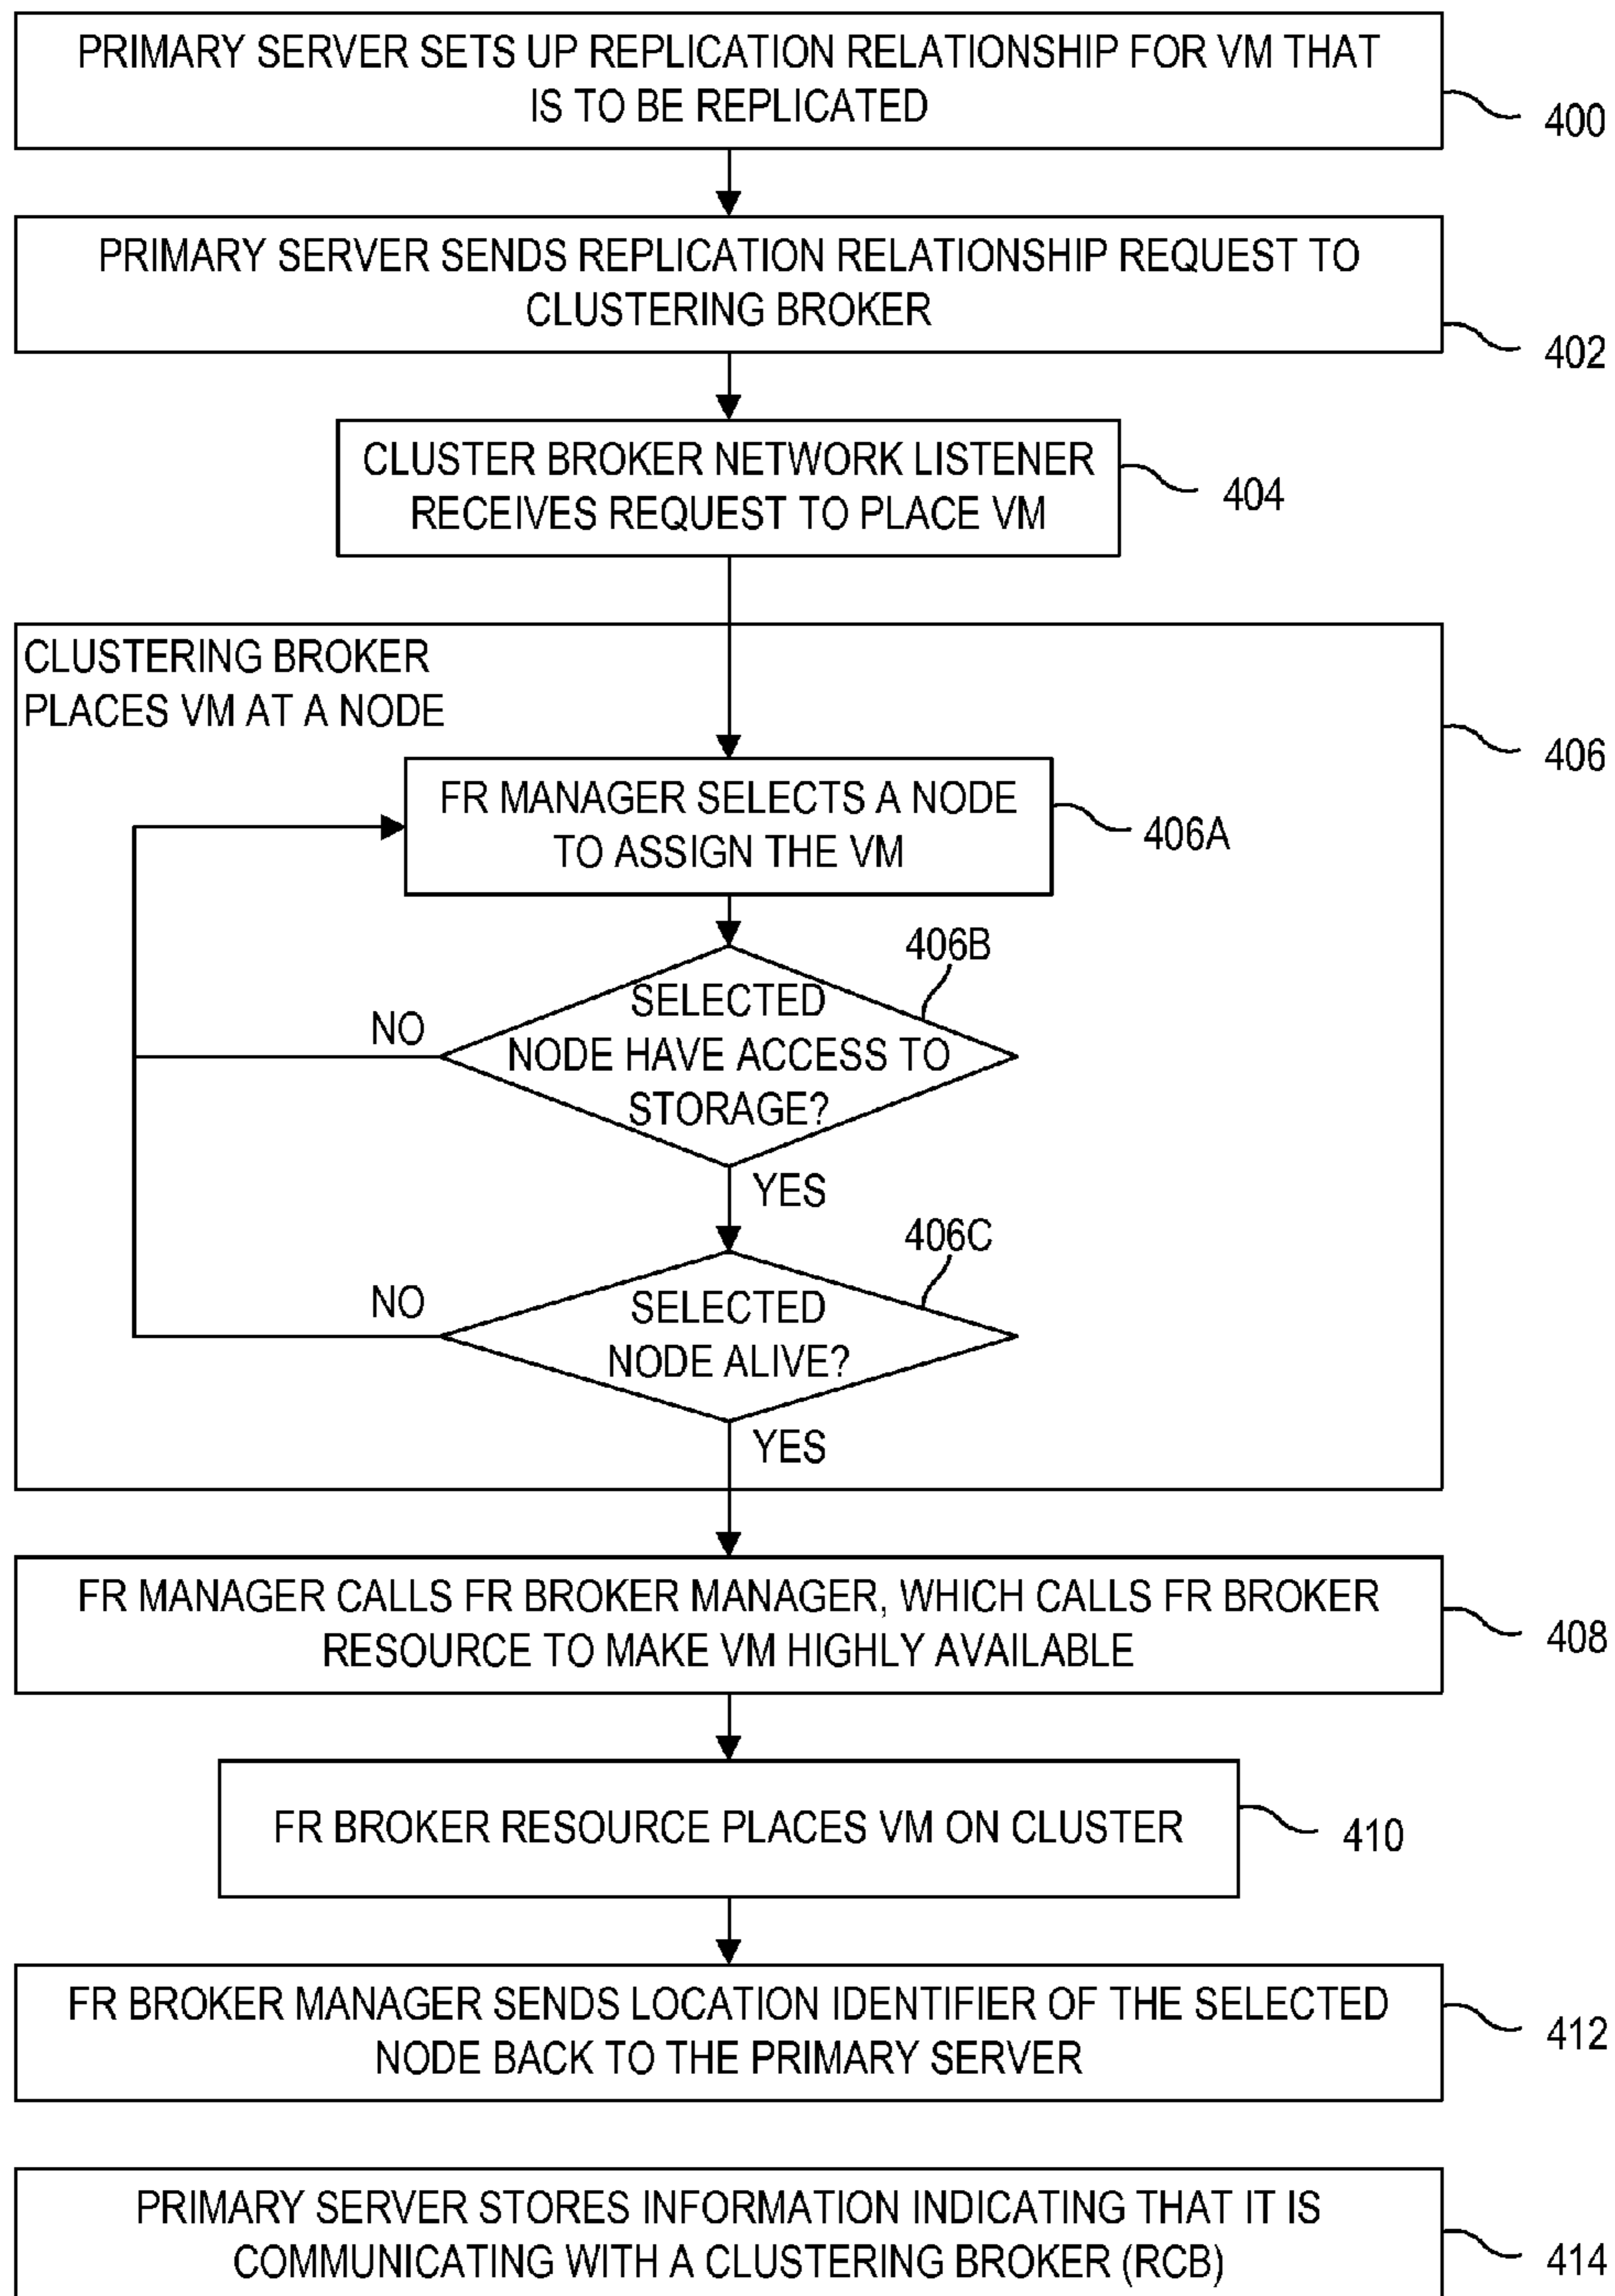 PRIMARY SERVER SETS UP REPLICATION RELATIONSHIP FOR VM THAT
IS TO BE REPLICATED
400
PRIMARY SERVER SENDS REPLICATION RELATIONSHIP REQUEST TO
CLUSTERING BROKER
402
CLUSTER BROKER NETWORK LISTENER
RECEIVES REQUEST TO PLACE VM
404
CLUSTERING BROKER
PLACES VM AT A NODE
406
FR MANAGER SELECTS A NODE
TO ASSIGN THE VM
406A
406B
SELECTED
NODE HAVE ACCESS TO
STORAGE?
NO
YES
406C
SELECTED
NODE ALIVE?
NO
YES
FR MANAGER CALLS FR BROKER MANAGER, WHICH CALLS FR BROKER
RESOURCE TO MAKE VM HIGHLY AVAILABLE
408
FR BROKER RESOURCE PLACES VM ON CLUSTER
410
FR BROKER MANAGER SENDS LOCATION IDENTIFIER OF THE SELECTED
NODE BACK TO THE PRIMARY SERVER
412
PRIMARY SERVER STORES INFORMATION INDICATING THAT IT IS
COMMUNICATING WITH A CLUSTERING BROKER (RCB)
414